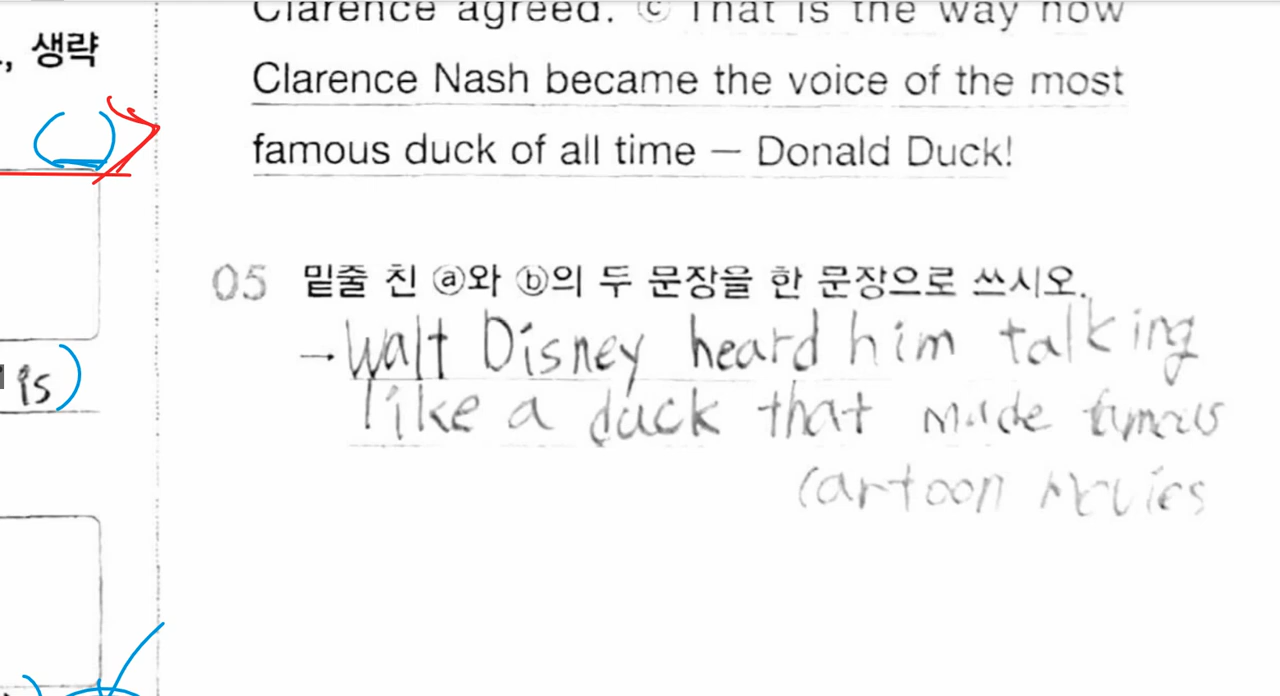 , 생략
Clarence agreed. ⓒ That is the way how
Clarence Nash became the voice of the most
famous duck of all time — Donald Duck!
05 밑줄 친 ⓐ와 ⓑ의 두 문장을 한 문장으로 쓰시오.
→ Walt Disney heard him talking
is)
like a duck that made famous
cartoon movies